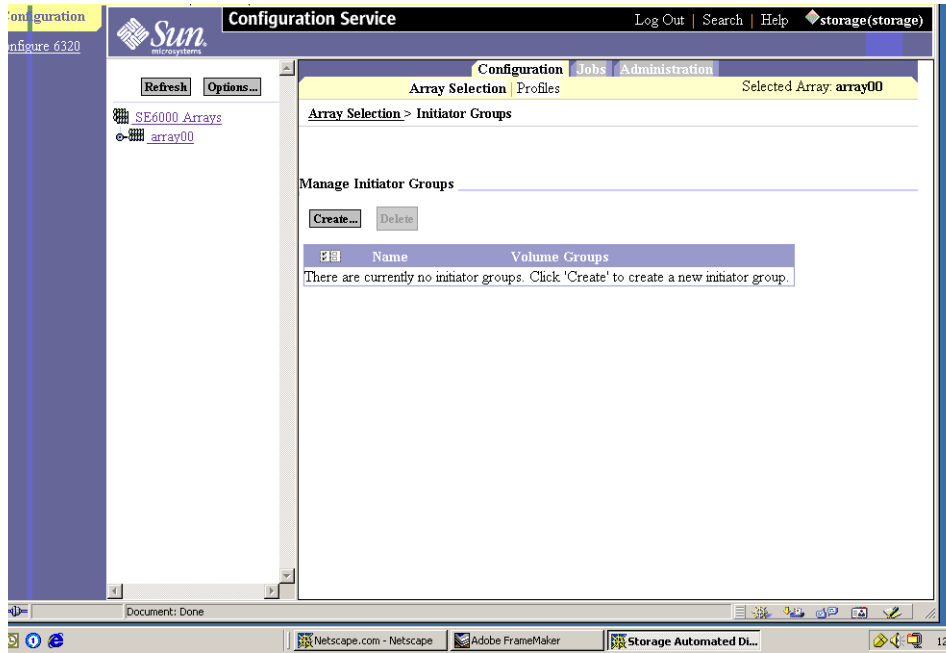 Configuration Service
Log Out | Search | Help storage(storage)
onfiguration
onfigure 6320
Sun
microsystems
Refresh Options...
SE6000 Arrays
array00
Configuration Jobs Administration
Array Selection | Profiles Selected Array: array00
Array Selection > Initiator Groups
Manage Initiator Groups
Create... Delete
Name Volume Groups
There are currently no initiator groups. Click 'Create' to create a new initiator group.
Document: Done
Netscape.com - Netscape Adobe FrameMaker Storage Automated Di... 12